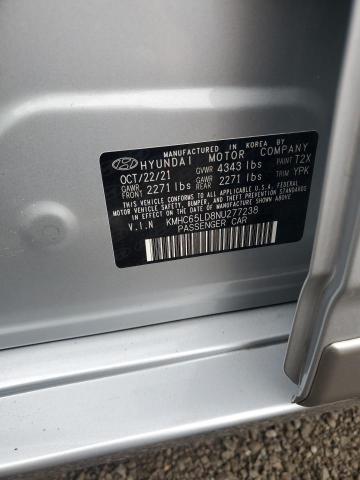 MANUFACTURED IN KOREA BY
HYUNDAI MOTOR COMPANY
OCT/22/21 GVWR 4343 lbs PAINT T2X
GAWR FRONT 2271 lbs GAWR REAR 2271 lbs TRIM YPK
THIS VEHICLE CONFORMS TO ALL APPLICABLE U.S.A. FEDERAL
MOTOR VEHICLE SAFETY, BUMPER, AND THEFT PREVENTION
STANDARDS IN EFFECT ON THE DATE OF MANUFACTURE SHOWN ABOVE.
V.I.N KMHC65LD8NU277238
PASSENGER CAR